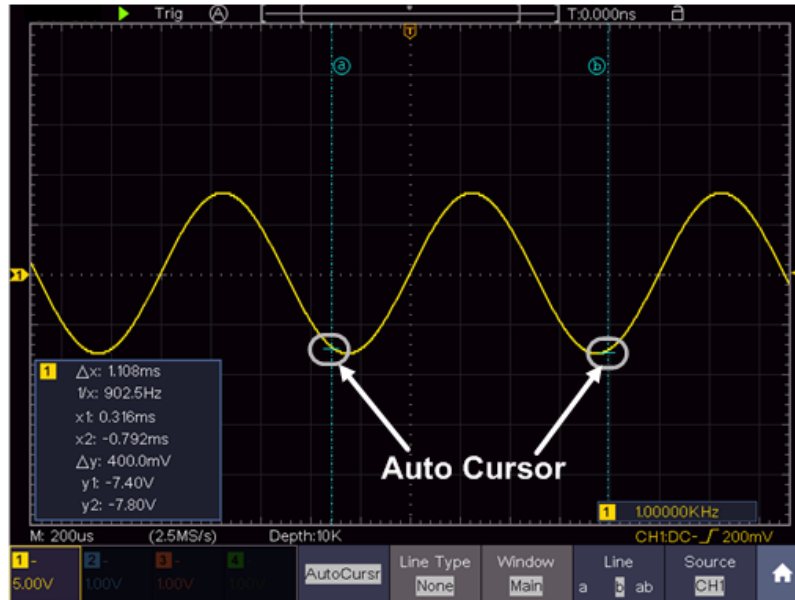 Trig A T:0.000ns
T
a b
1
Auto Cursor
1 Δx: 1.108ms
1/x: 902.5Hz
x1: 0.316ms
x2: -0.792ms
Δy: 400.0mV
y1: -7.40V
y2: -7.80V
1 1.00000KHz
M: 200us (2.5MS/s) Depth:10K CH1:DC- 200mV
1 - 2 - 3 - 4 -
5.00V 1.00V 1.00V 1.00V
AutoCursr
Line Type
None
Window
Main
Line
a b ab
Source
CH1